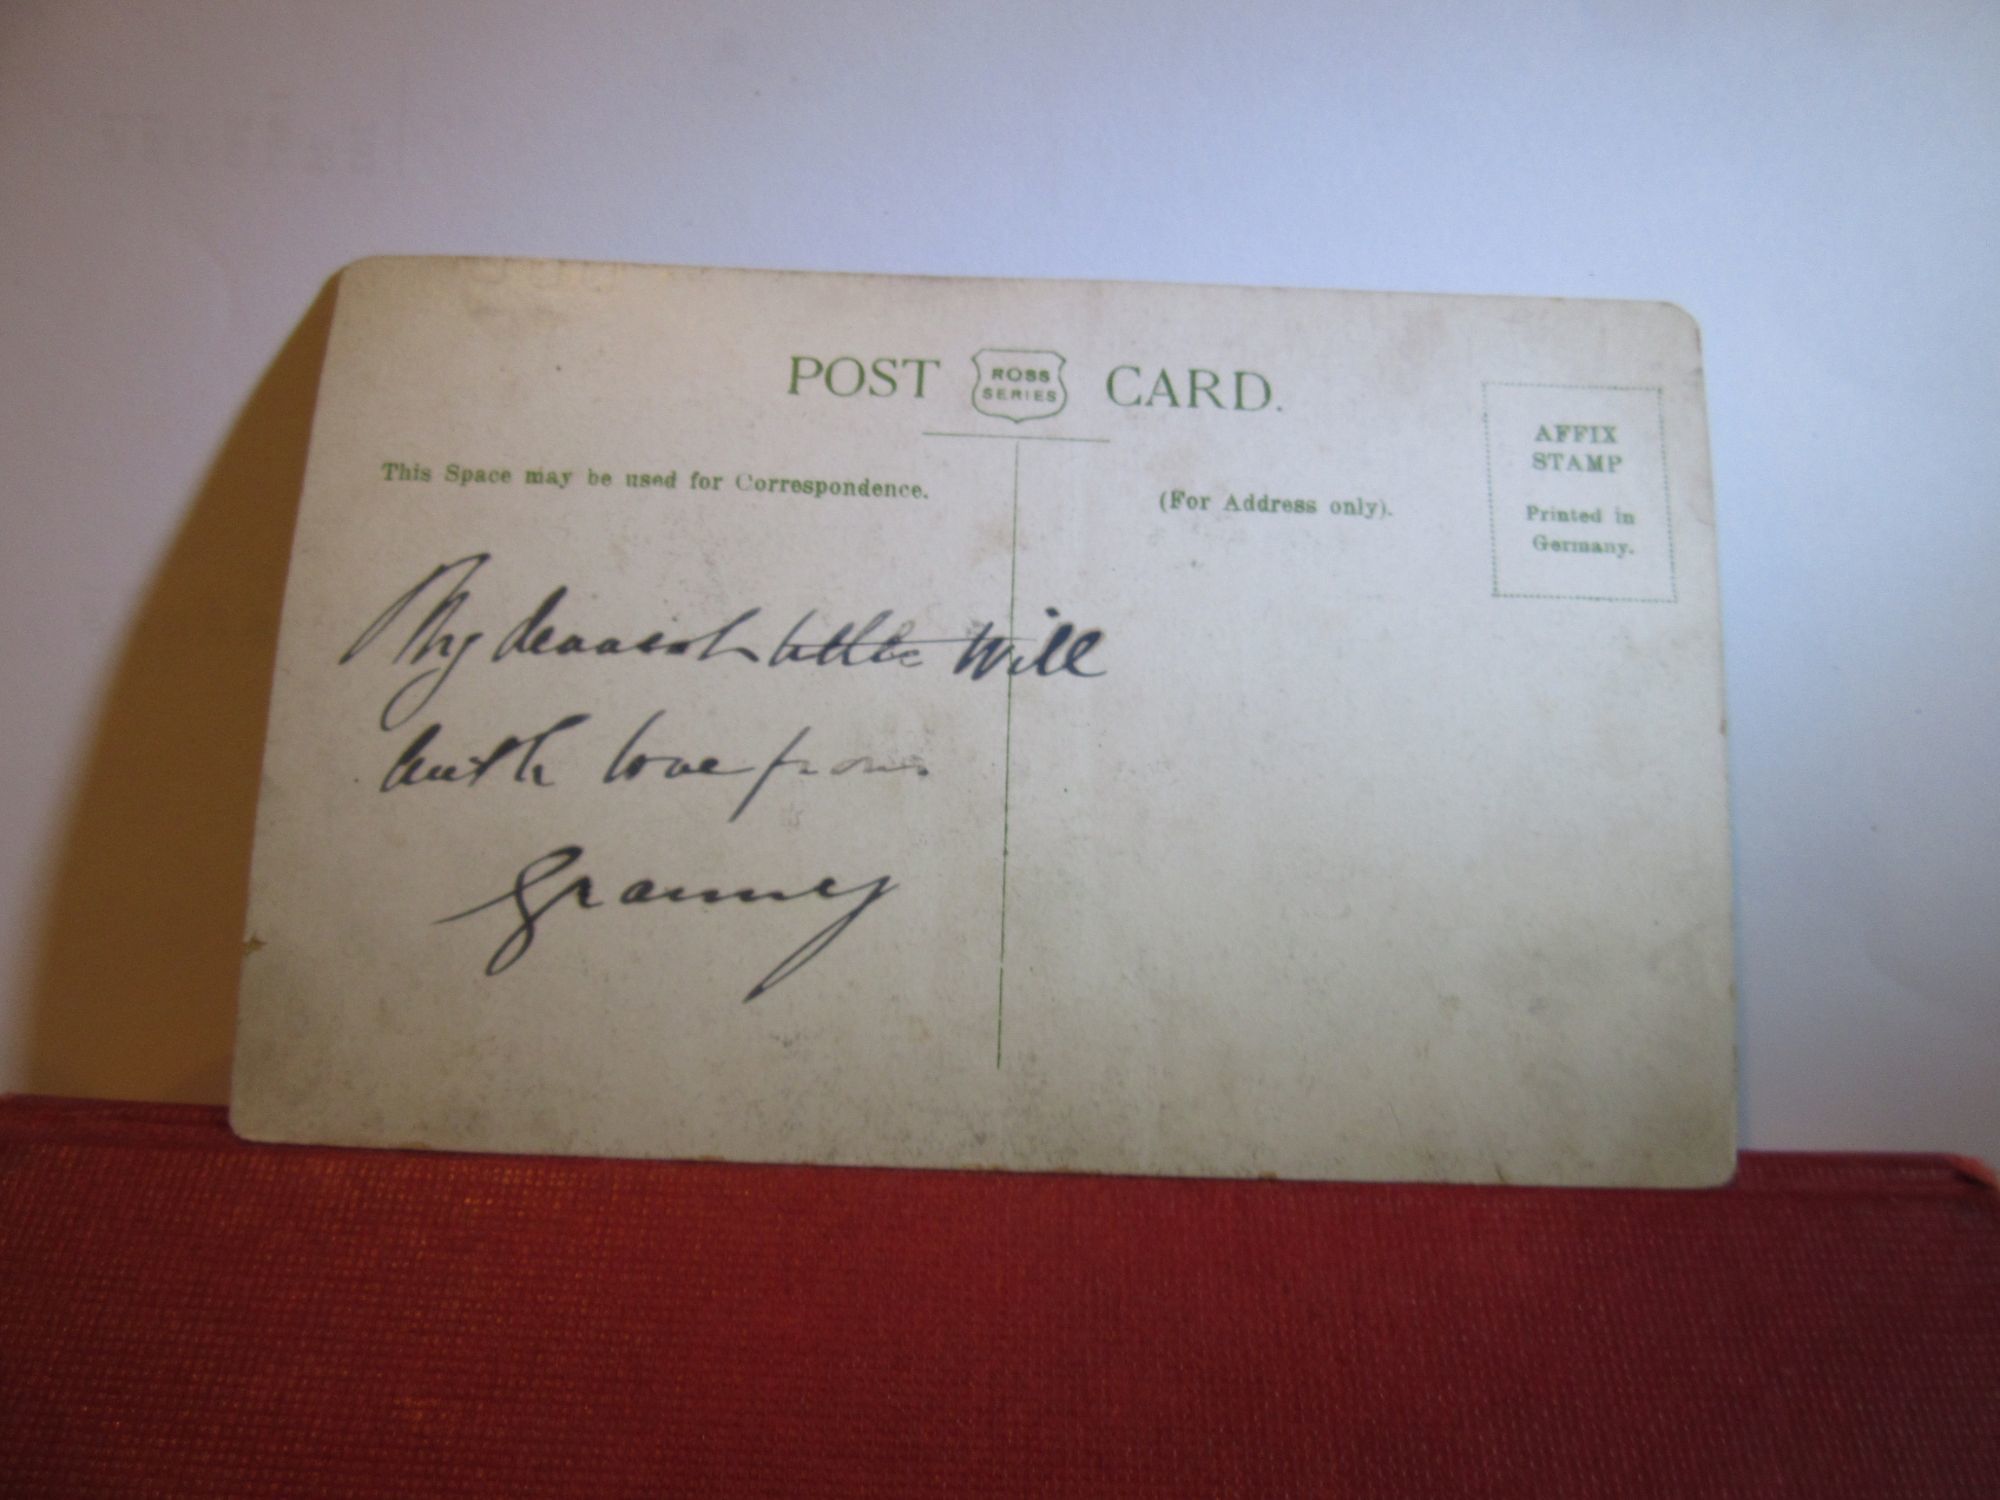 POST ROSS SERIES CARD.
This Space may be used for Correspondence.
(For Address only).
AFFIX
STAMP
Printed in
Germany.
My dearest little Will
with love from
Granney